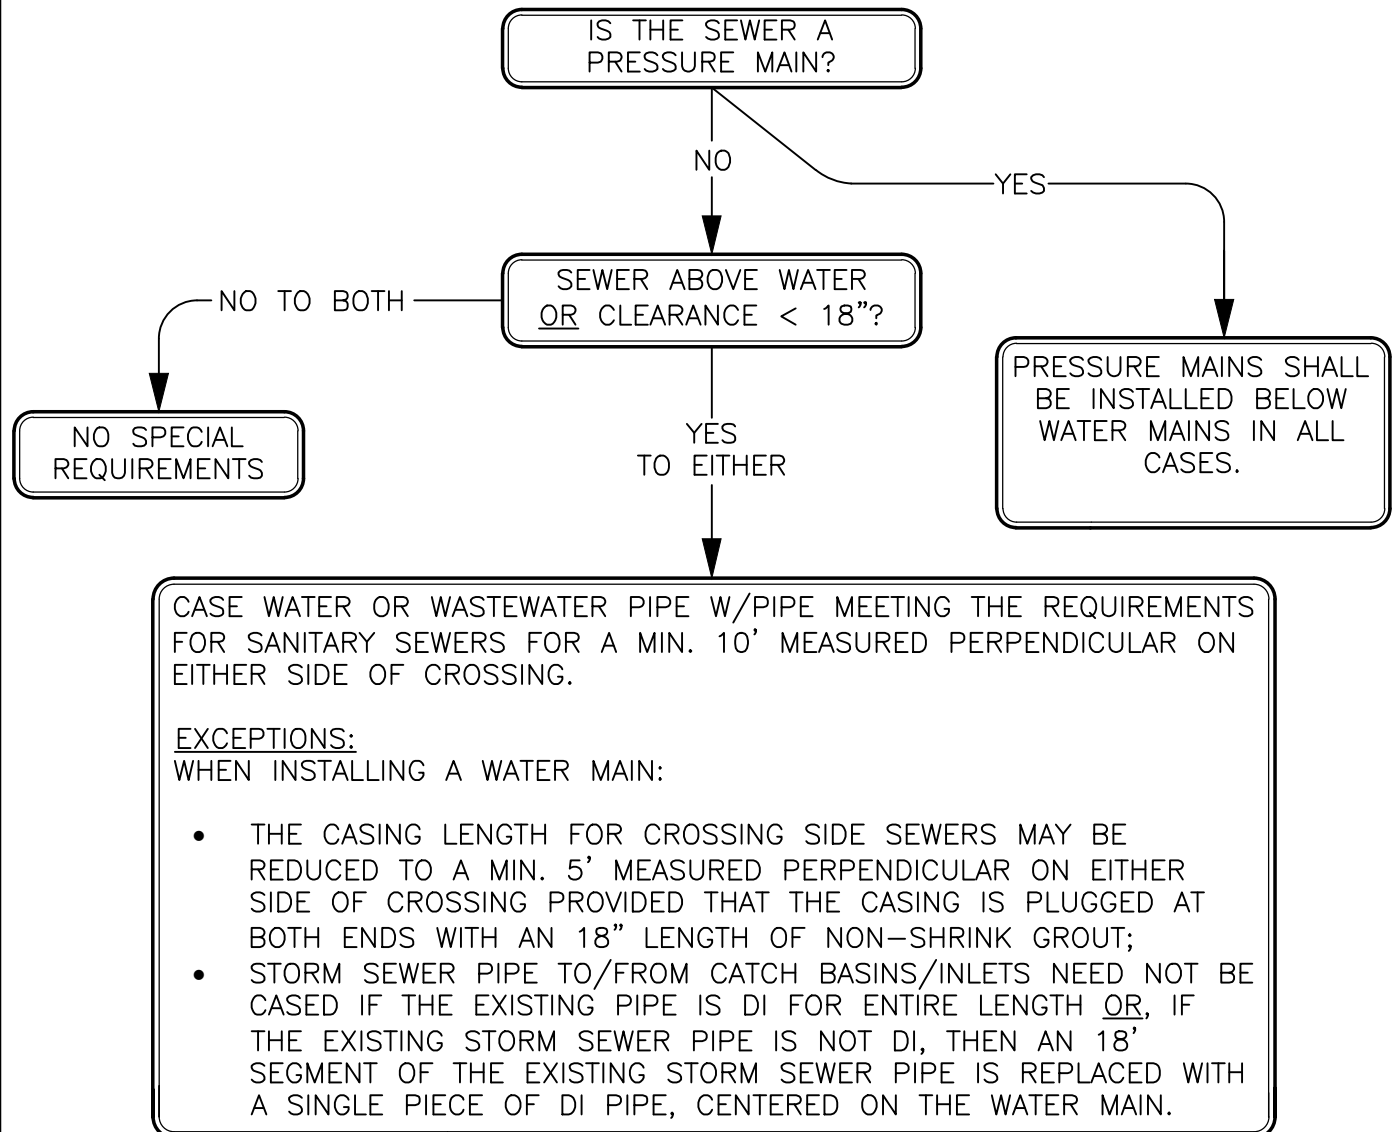 IS THE SEWER A
PRESSURE MAIN?
NO
YES
SEWER ABOVE WATER
OR CLEARANCE < 18"?
NO TO BOTH
PRESSURE MAINS SHALL
BE INSTALLED BELOW
WATER MAINS IN ALL
CASES.
NO SPECIAL
REQUIREMENTS
YES
TO EITHER
CASE WATER OR WASTEWATER PIPE W/PIPE MEETING THE REQUIREMENTS
FOR SANITARY SEWERS FOR A MIN. 10' MEASURED PERPENDICULAR ON
EITHER SIDE OF CROSSING.
EXCEPTIONS:
WHEN INSTALLING A WATER MAIN:
• THE CASING LENGTH FOR CROSSING SIDE SEWERS MAY BE
REDUCED TO A MIN. 5' MEASURED PERPENDICULAR ON EITHER
SIDE OF CROSSING PROVIDED THAT THE CASING IS PLUGGED AT
BOTH ENDS WITH AN 18" LENGTH OF NON-SHRINK GROUT;
• STORM SEWER PIPE TO/FROM CATCH BASINS/INLETS NEED NOT BE
CASED IF THE EXISTING PIPE IS DI FOR ENTIRE LENGTH OR, IF
THE EXISTING STORM SEWER PIPE IS NOT DI, THEN AN 18'
SEGMENT OF THE EXISTING STORM SEWER PIPE IS REPLACED WITH
A SINGLE PIECE OF DI PIPE, CENTERED ON THE WATER MAIN.